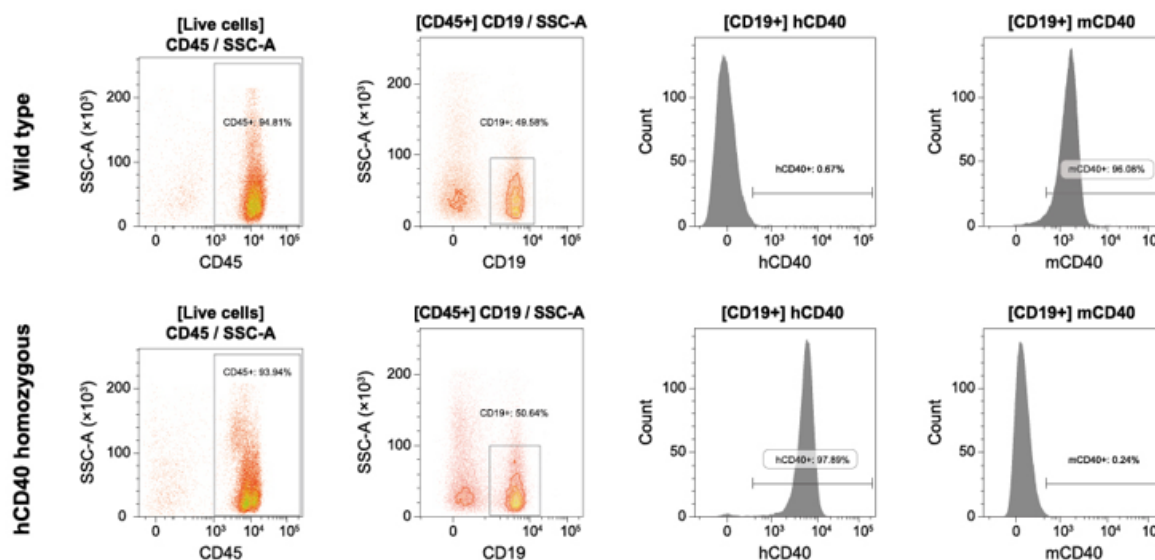 [Live cells]
CD45 / SSC-A
[CD45+] CD19 / SSC-A
[CD19+] hCD40
[CD19+] mCD40
Wild type
SSC-A (×10³)
200
100
0
CD45+: 94.81%
0
10³
10⁴
10⁵
CD45
SSC-A (×10³)
200
100
0
CD19+: 49.58%
0
10⁴
10⁵
CD19
Count
100
50
0
hCD40+: 0.67%
0
10³
10⁴
10⁵
hCD40
Count
100
50
0
mCD40+: 96.08%
0
10³
10⁴
10⁵
mCD40
[Live cells]
CD45 / SSC-A
[CD45+] CD19 / SSC-A
[CD19+] hCD40
[CD19+] mCD40
hCD40 homozygous
SSC-A (×10³)
200
100
0
CD45+: 93.94%
0
10³
10⁴
10⁵
CD45
SSC-A (×10³)
200
100
0
CD19+: 50.64%
0
10⁴
10⁵
CD19
Count
100
50
0
hCD40+: 97.89%
0
10³
10⁴
10⁵
hCD40
Count
100
50
0
mCD40+: 0.24%
0
10³
10⁴
10⁵
mCD40